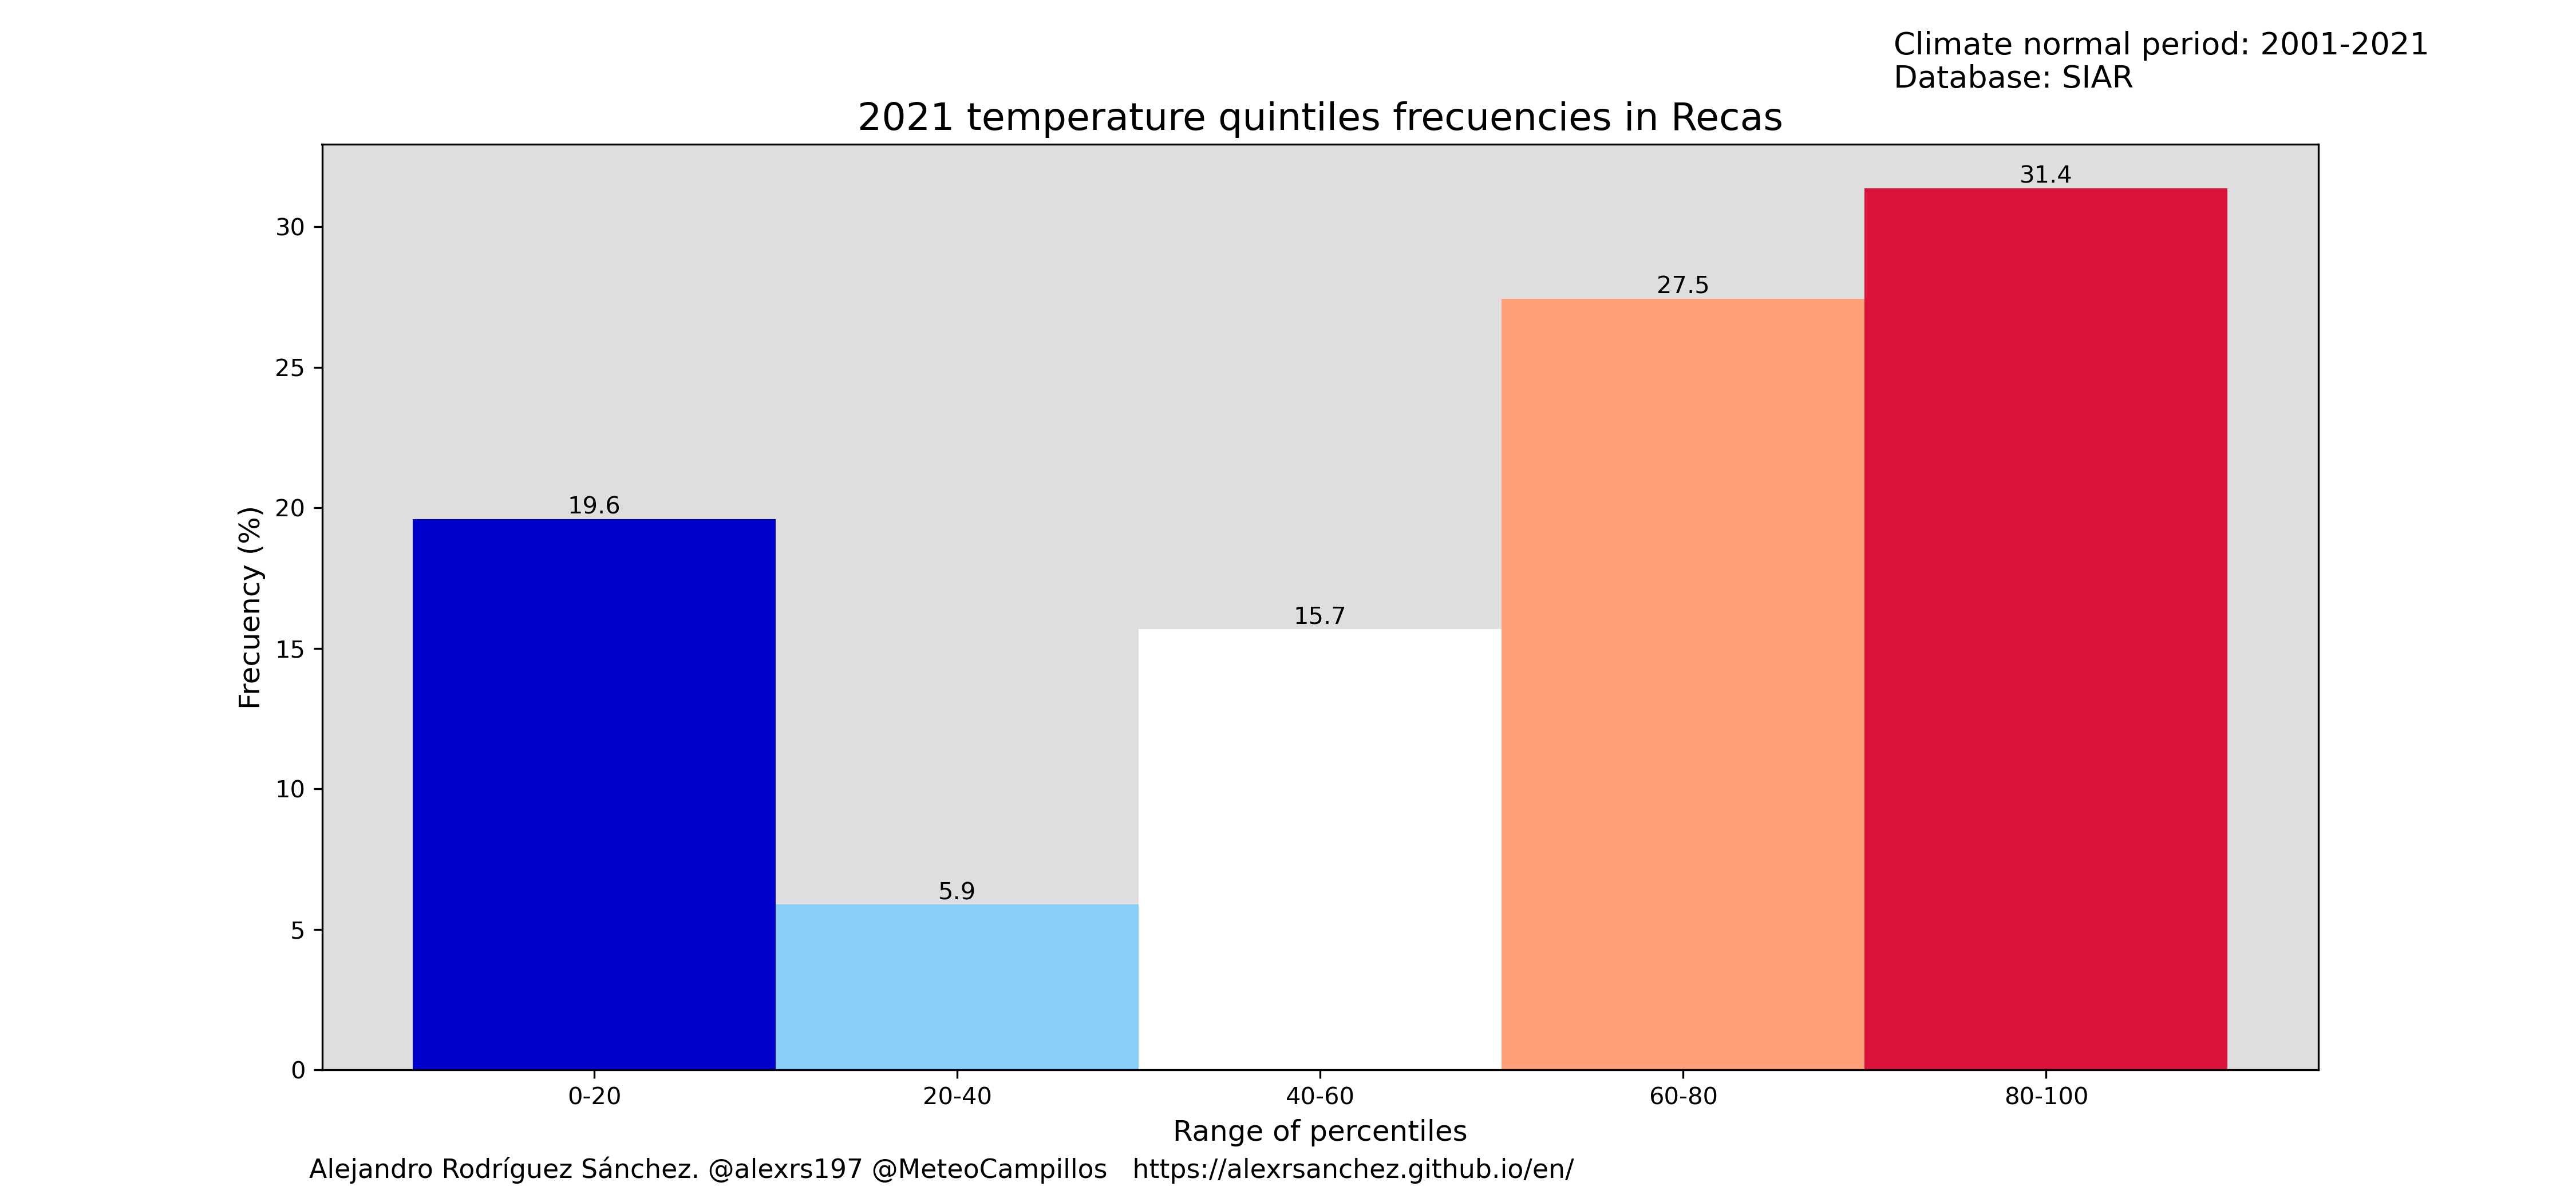 Climate normal period: 2001-2021
Database: SIAR
2021 temperature quintiles frecuencies in Recas
31.4
30
27.5
25
19.6
20
Frecuency (%)
15.7
15
10
5.9
5
0
0-20 20-40 40-60 60-80 80-100
Range of percentiles
Alejandro Rodríguez Sánchez. @alexrs197 @MeteoCampillos https://alexrsanchez.github.io/en/